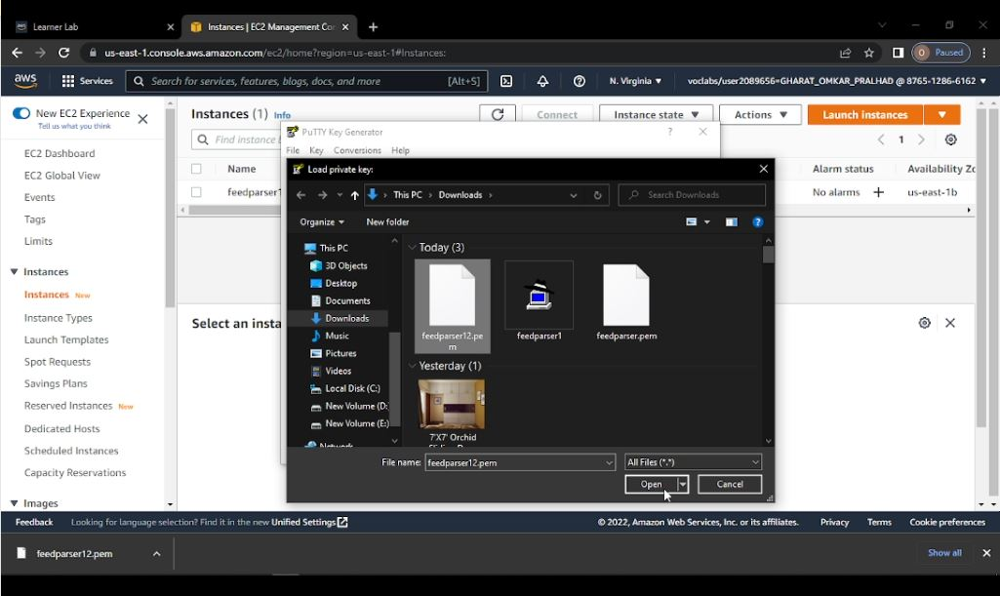 Learner Lab
Instances | EC2 Management Con
us-east-1.console.aws.amazon.com/ec2/home?region=us-east-1#Instances:
O Paused
aws
Services
Search for services, features, blogs, docs, and more [Alt+S]
N. Virginia
voclabs/user2089656=GHARAT_OMKAR_PRALHAD @ 8765-1286-6162
New EC2 Experience
Tell us what you think
EC2 Dashboard
EC2 Global View
Events
Tags
Limits
Instances
Instances New
Instance Types
Launch Templates
Spot Requests
Savings Plans
Reserved Instances New
Dedicated Hosts
Scheduled Instances
Capacity Reservations
Images
Instances (1) Info
Connect
Instance state
Actions
Launch instances
Find instance
1
Name
Alarm status
Availability Zo
feedparser1
No alarms
us-east-1b
Select an insta
PuTTY Key Generator
File Key Conversions Help
Load private key:
This PC
Downloads
Search Downloads
Organize
New folder
This PC
3D Objects
Desktop
Documents
Downloads
Music
Pictures
Videos
Local Disk (C:)
New Volume (D:
New Volume (E:)
Network
Today (3)
feedparser12.pe
m
feedparser1
feedparser.pem
Yesterday (1)
7'X7' Orchid
File name: feedparser12.pem
All Files (*.*)
Open
Cancel
Feedback
Looking for language selection? Find it in the new Unified Settings
© 2022, Amazon Web Services, Inc. or its affiliates.
Privacy
Terms
Cookie preferences
feedparser12.pem
Show all